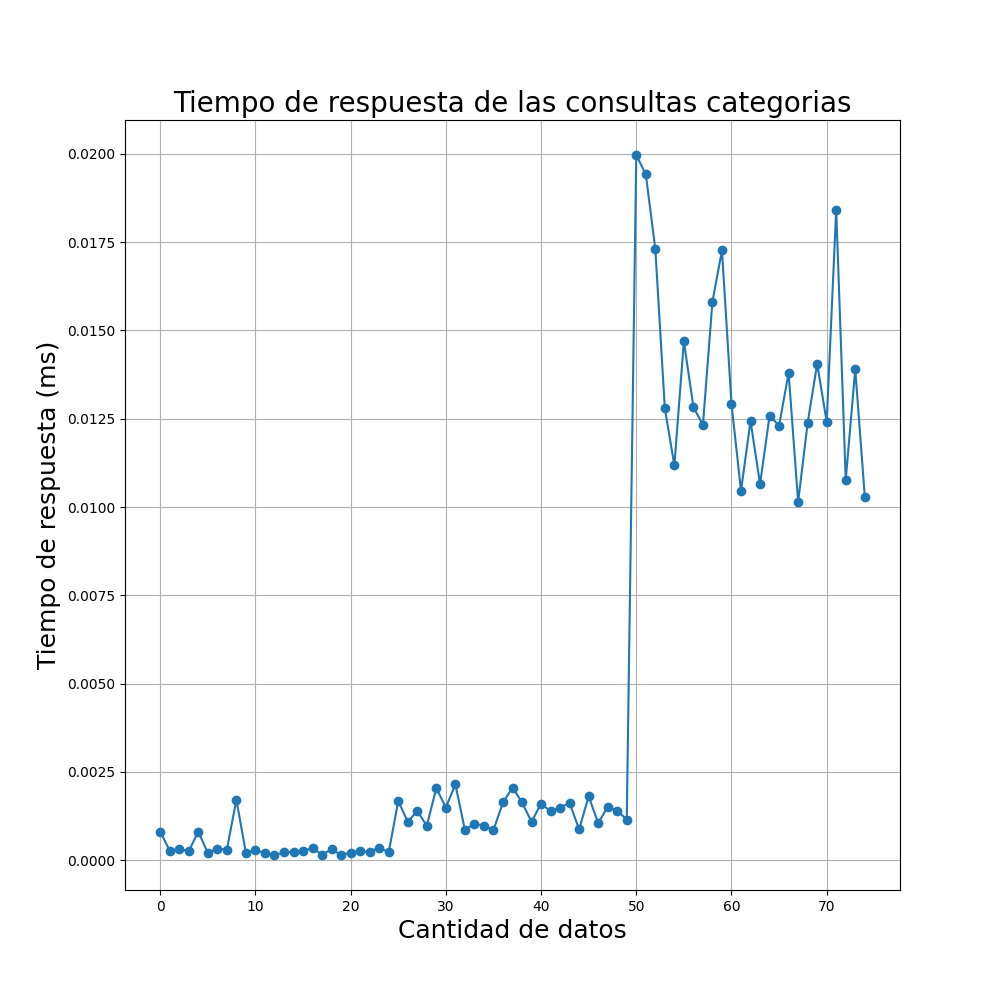 Tiempo de respuesta de las consultas categorias
0.0200
0.0175
0.0150
0.0125
0.0100
0.0075
0.0050
0.0025
0.0000
Tiempo de respuesta (ms)
0 10 20 30 40 50 60 70
Cantidad de datos